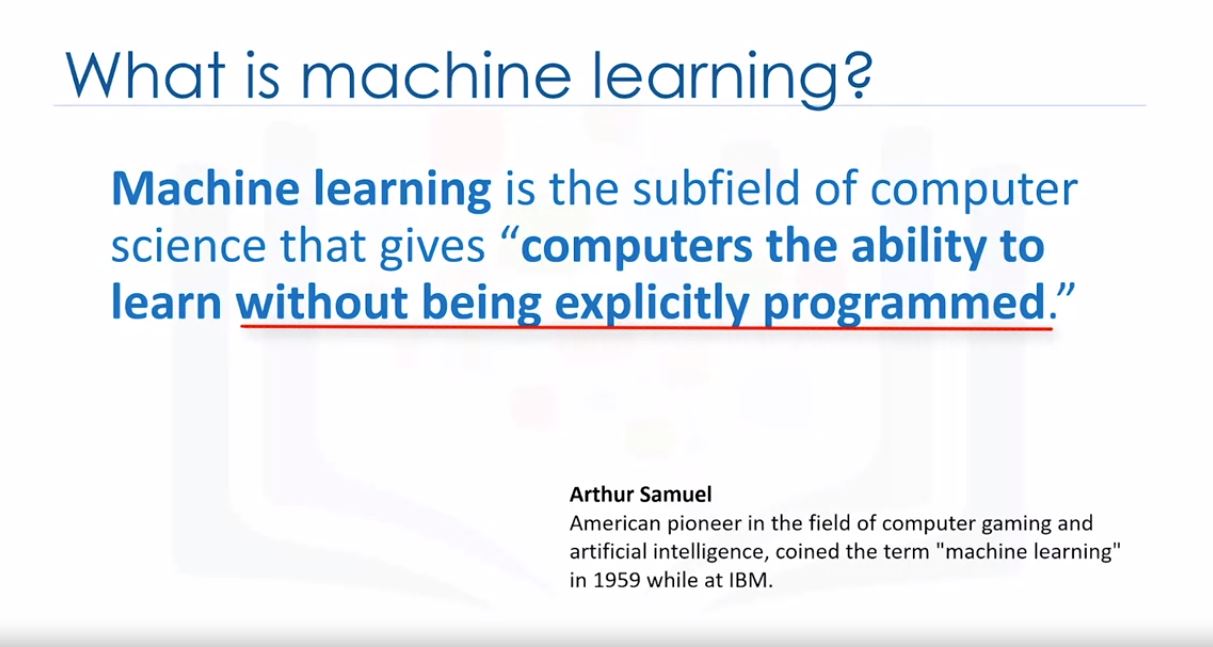 What is machine learning?
Machine learning is the subfield of computer
science that gives “computers the ability to
learn without being explicitly programmed.”
Arthur Samuel
American pioneer in the field of computer gaming and
artificial intelligence, coined the term "machine learning"
in 1959 while at IBM.